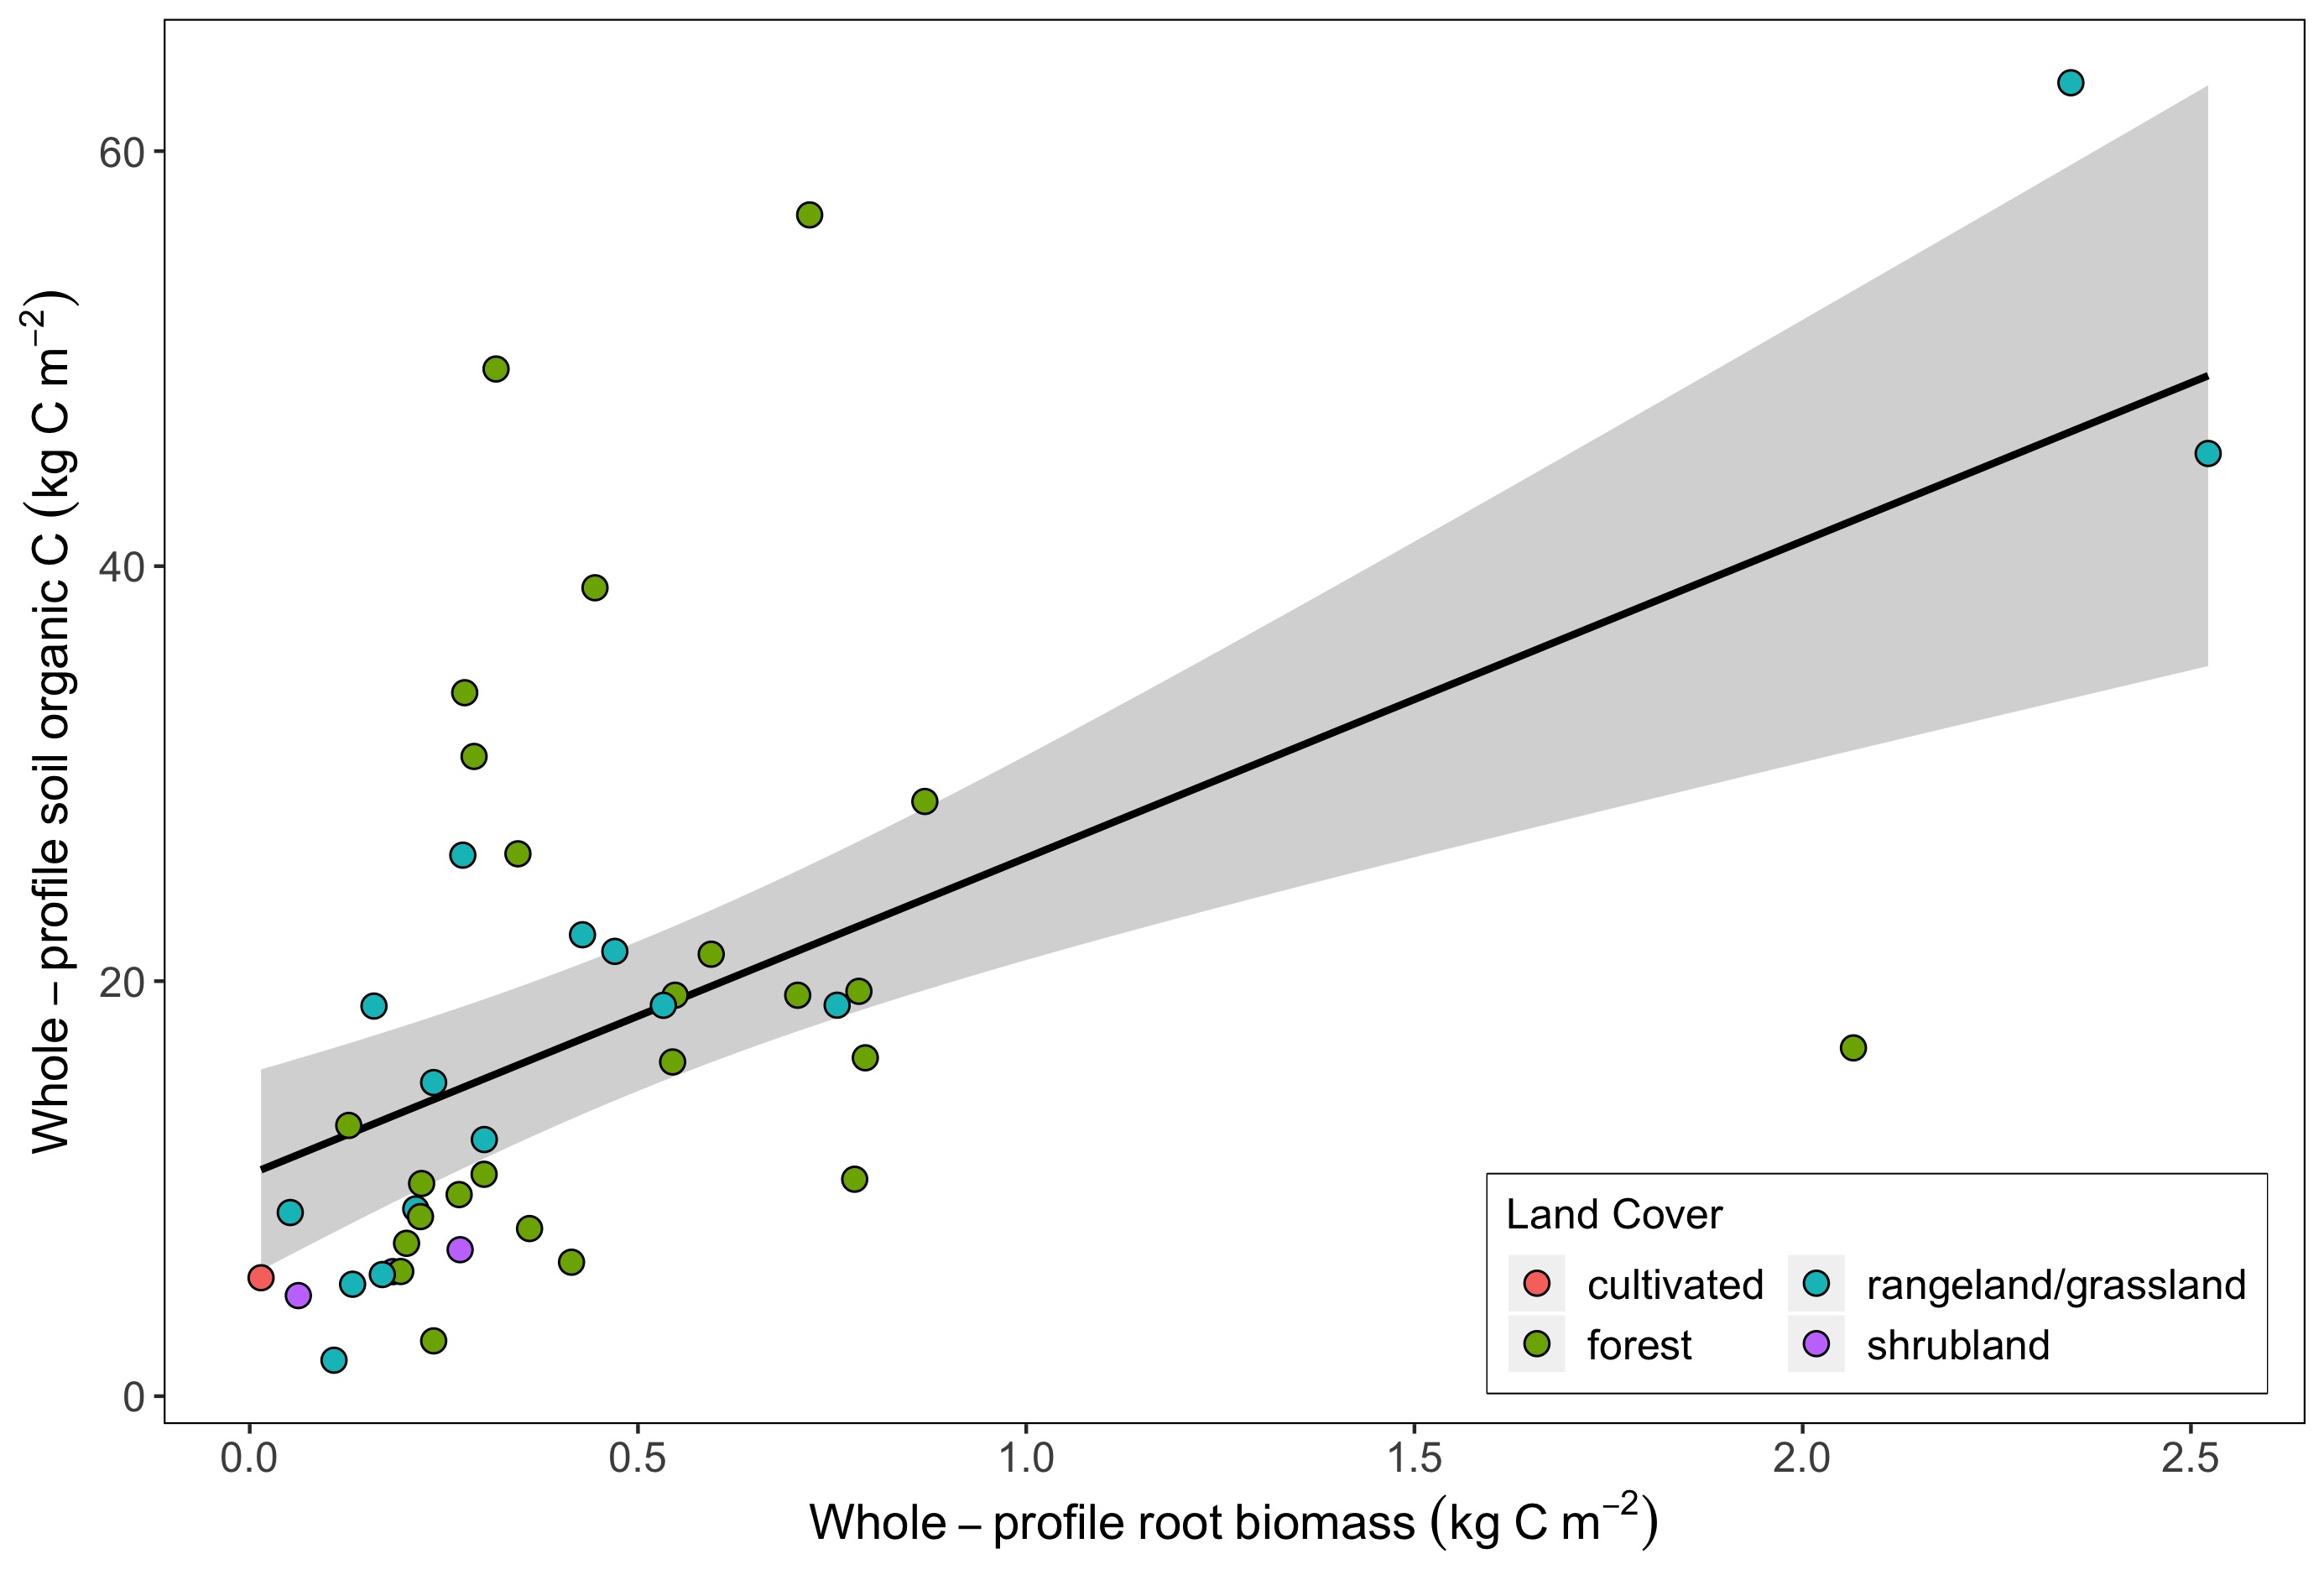 Whole – profile soil organic C (kg C m⁻²)
60
40
20
0
0.0 0.5 1.0 1.5 2.0 2.5
Whole – profile root biomass (kg C m⁻²)
Land Cover
cultivated rangeland/grassland
forest shrubland